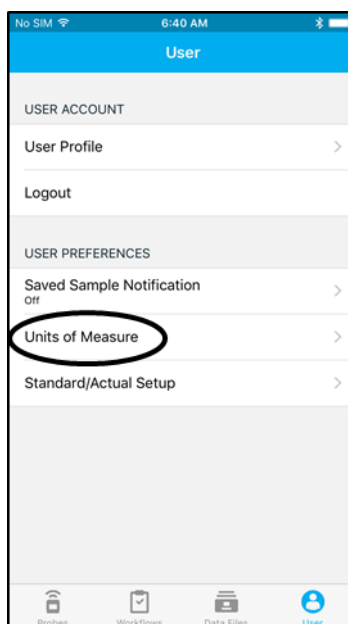 No SIM 6:40 AM
User
USER ACCOUNT
User Profile
Logout
USER PREFERENCES
Saved Sample Notification
Off
Units of Measure
Standard/Actual Setup
Probes Workflows Data Files User